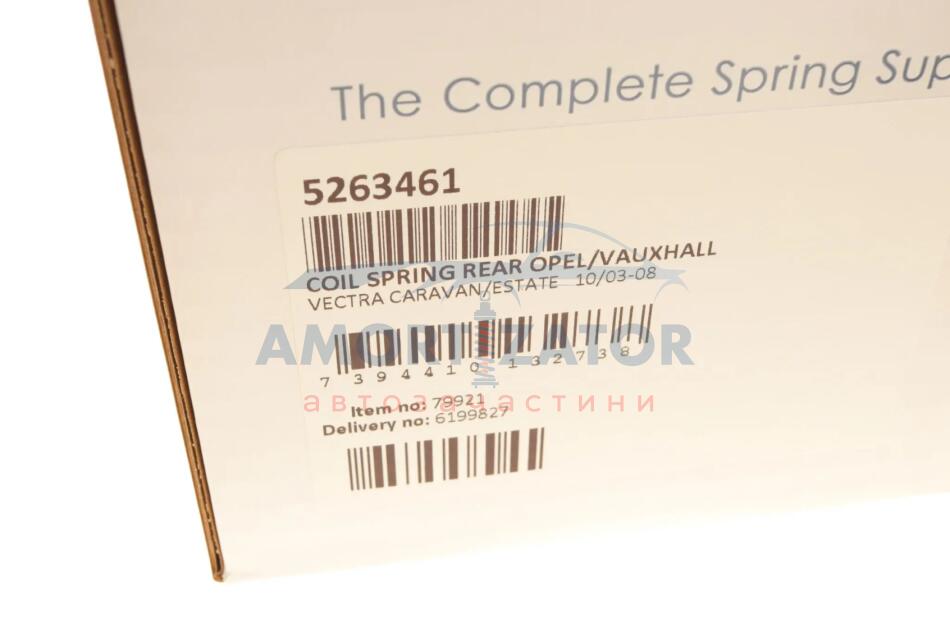 The Complete Spring Sup
5263461
COIL SPRING REAR OPEL/VAUXHALL
VECTRA CARAVAN/ESTATE 10/03-08
AMORTIZATOR
7 394410 132738
автозапчастини
Item no: 79921
Delivery no: 6199827